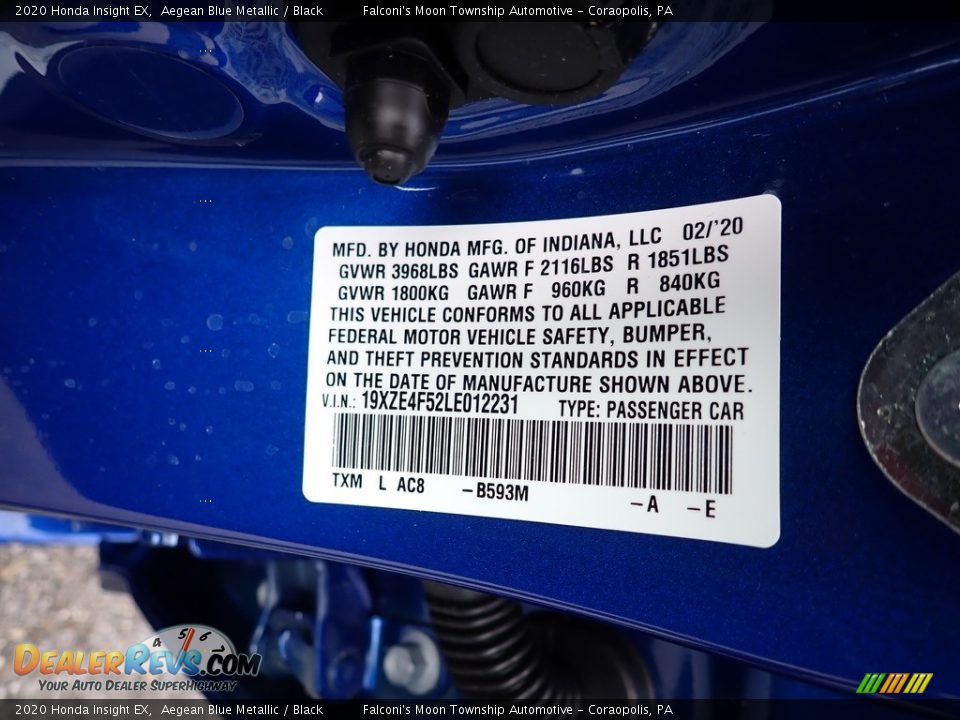 2020 Honda Insight EX,  Aegean Blue Metallic / Black          Falconi's Moon Township Automotive - Coraopolis, PA
MFD. BY HONDA MFG. OF INDIANA, LLC   02/'20
GVWR 3968LBS  GAWR F 2116LBS  R 1851LBS
GVWR 1800KG  GAWR F  960KG  R  840KG
THIS VEHICLE CONFORMS TO ALL APPLICABLE
FEDERAL MOTOR VEHICLE SAFETY, BUMPER,
AND THEFT PREVENTION STANDARDS IN EFFECT
ON THE DATE OF MANUFACTURE SHOWN ABOVE.
V.I.N.: 19XZE4F52LE012231   TYPE: PASSENGER CAR
TXM  L  AC8   -B593M   -A   -E
4 5 6
DEALERREVS.COM
YOUR AUTO DEALER SUPERHIGHWAY
2020 Honda Insight EX,  Aegean Blue Metallic / Black          Falconi's Moon Township Automotive - Coraopolis, PA